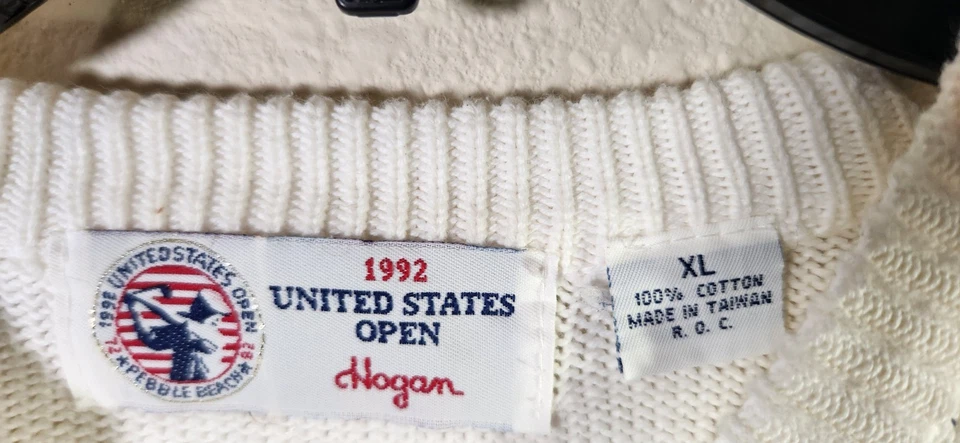 1992 UNITED STATES OPEN
72 ★ PEBBLE BEACH ★ 82
1992
UNITED STATES
OPEN
Hogan
XL
100% COTTON
MADE IN TAIWAN
R. O. C.